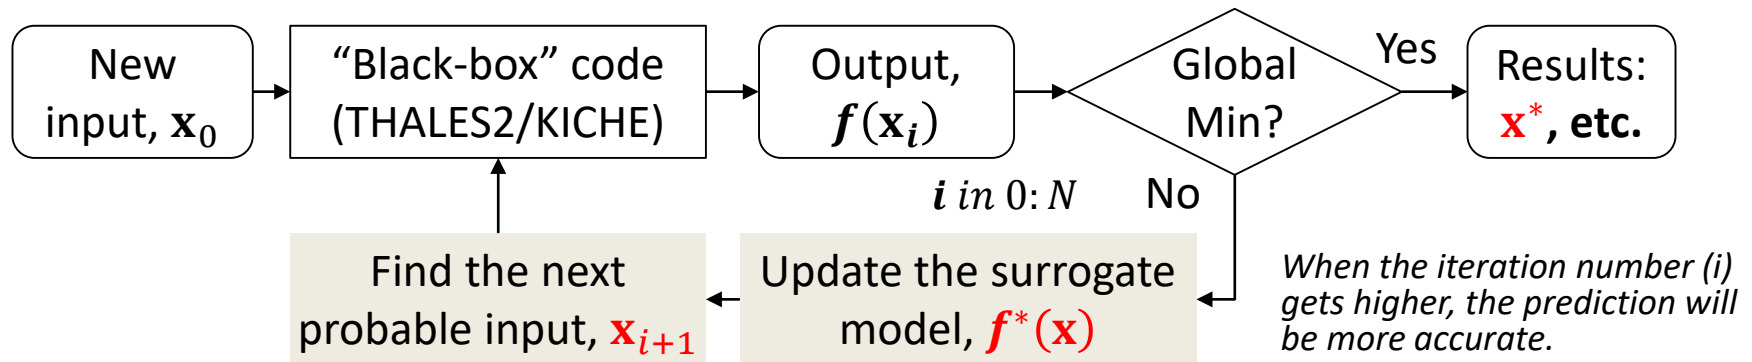 New
input, 𝐱₀
“Black-box” code
(THALES2/KICHE)
Output,
𝒇(𝐱ᵢ)
Global
Min?
Yes
Results:
𝐱*, etc.
𝒊 in 0: N
No
Find the next
probable input, 𝐱ᵢ₊₁
Update the surrogate
model, 𝒇*(𝐱)
When the iteration number (i)
gets higher, the prediction will
be more accurate.